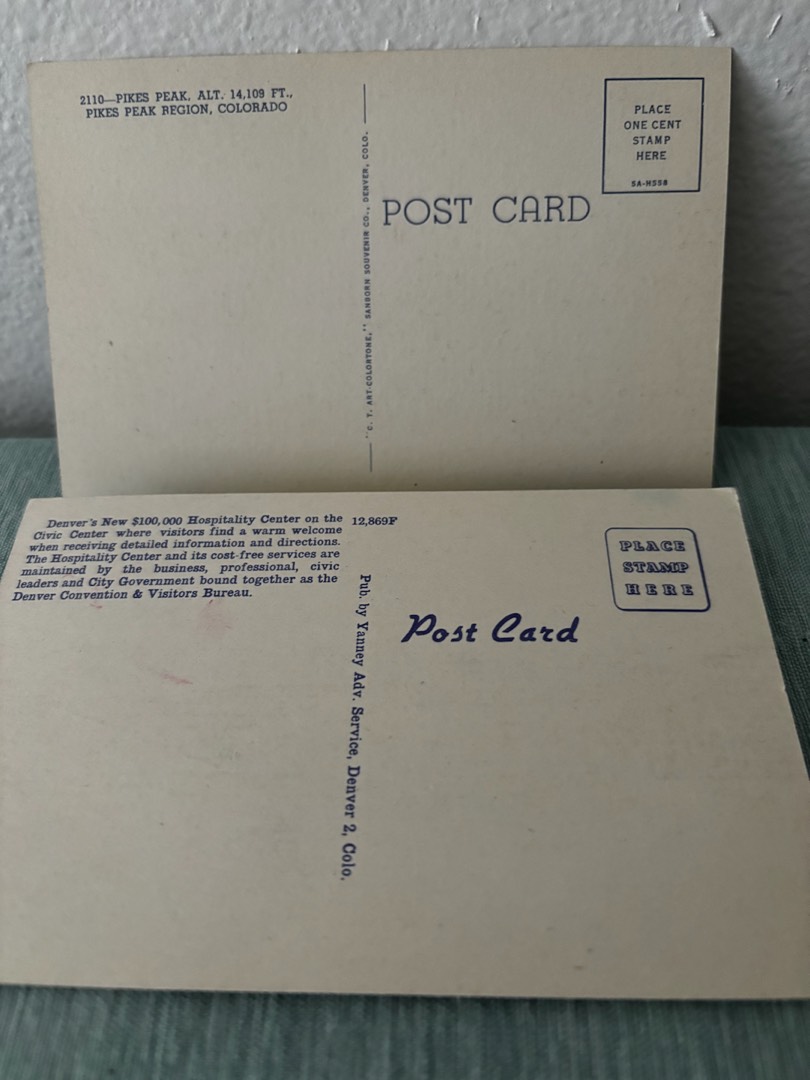 2110—PIKES PEAK, ALT. 14,109 FT.,
PIKES PEAK REGION, COLORADO
"C. T. ART-COLORTONE," SANBORN SOUVENIR CO., DENVER, COLO.
POST CARD
PLACE
ONE CENT
STAMP
HERE
5A-H558
Denver's New $100,000 Hospitality Center on the
Civic Center where visitors find a warm welcome
when receiving detailed information and directions.
The Hospitality Center and its cost-free services are
maintained by the business, professional, civic
leaders and City Government bound together as the
Denver Convention & Visitors Bureau.
12,869F
Pub. by Yanney Adv. Service, Denver 2, Colo.
Post Card
PLACE
STAMP
HERE